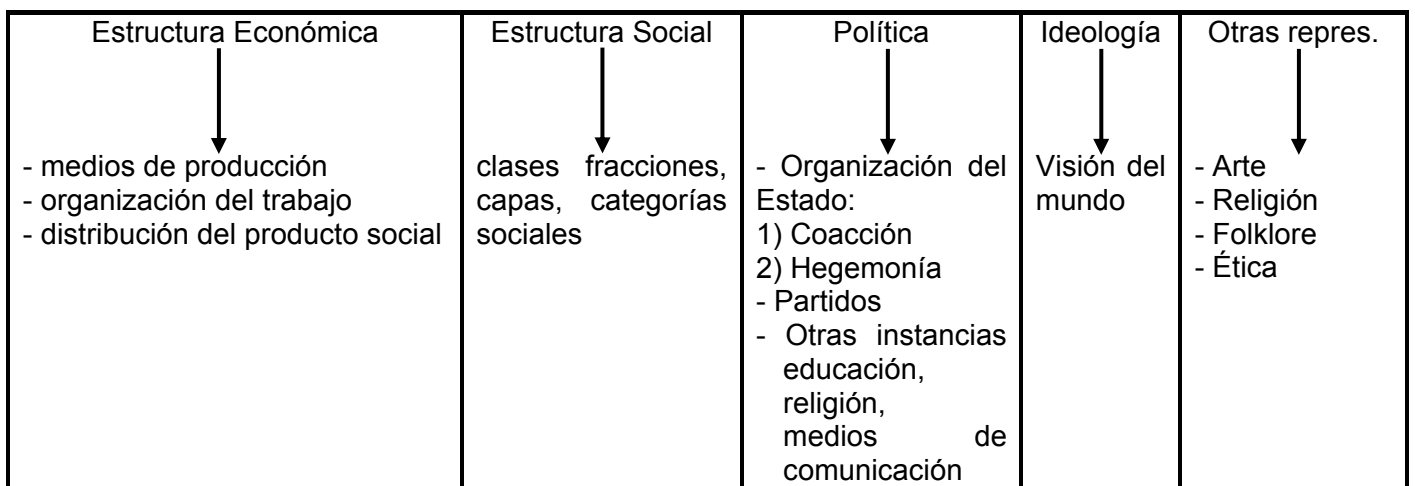 Estructura Económica
- medios de producción
- organización del trabajo
- distribución del producto social
Estructura Social
clases fracciones,
capas, categorías
sociales
Política
- Organización del
Estado:
1) Coacción
2) Hegemonía
- Partidos
- Otras instancias
educación,
religión,
medios de
comunicación
Ideología
Visión del
mundo
Otras repres.
- Arte
- Religión
- Folklore
- Ética